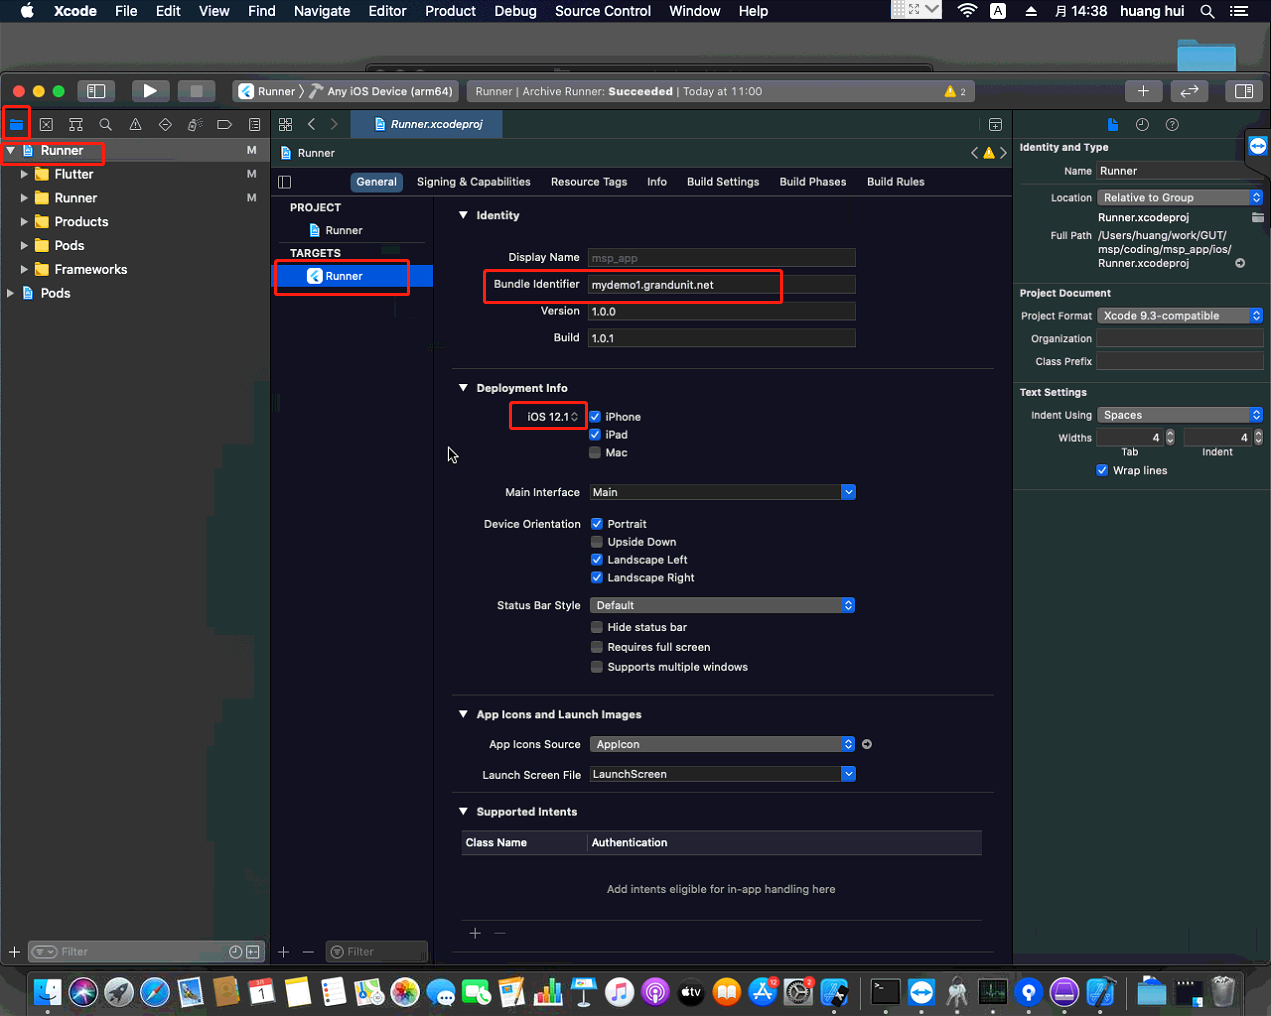 Xcode File Edit View Find Navigate Editor Product Debug Source Control Window Help A 月 14:38 huang hui
Runner 〉 Any iOS Device (arm64)
Runner | Archive Runner: Succeeded | Today at 11:00
2
Runner M
Flutter M
Runner M
Products
Pods
Frameworks
Pods
Filter
Runner.xcodeproj
Runner
General Signing & Capabilities Resource Tags Info Build Settings Build Phases Build Rules
PROJECT
Runner
TARGETS
Runner
Filter
Identity
Display Name msp_app
Bundle Identifier mydemo1.grandunit.net
Version 1.0.0
Build 1.0.1
Deployment Info
iOS 12.1 iPhone
iPad
Mac
Main Interface Main
Device Orientation Portrait
Upside Down
Landscape Left
Landscape Right
Status Bar Style Default
Hide status bar
Requires full screen
Supports multiple windows
App Icons and Launch Images
App Icons Source AppIcon
Launch Screen File LaunchScreen
Supported Intents
Class Name Authentication
Add intents eligible for in-app handling here
Identity and Type
Name Runner
Location Relative to Group
Runner.xcodeproj
Full Path /Users/huang/work/GUT/
msp/coding/msp_app/ios/
Runner.xcodeproj
Project Document
Project Format Xcode 9.3-compatible
Organization
Class Prefix
Text Settings
Indent Using Spaces
Widths 4 4
Tab Indent
Wrap lines
1
tv
12
2